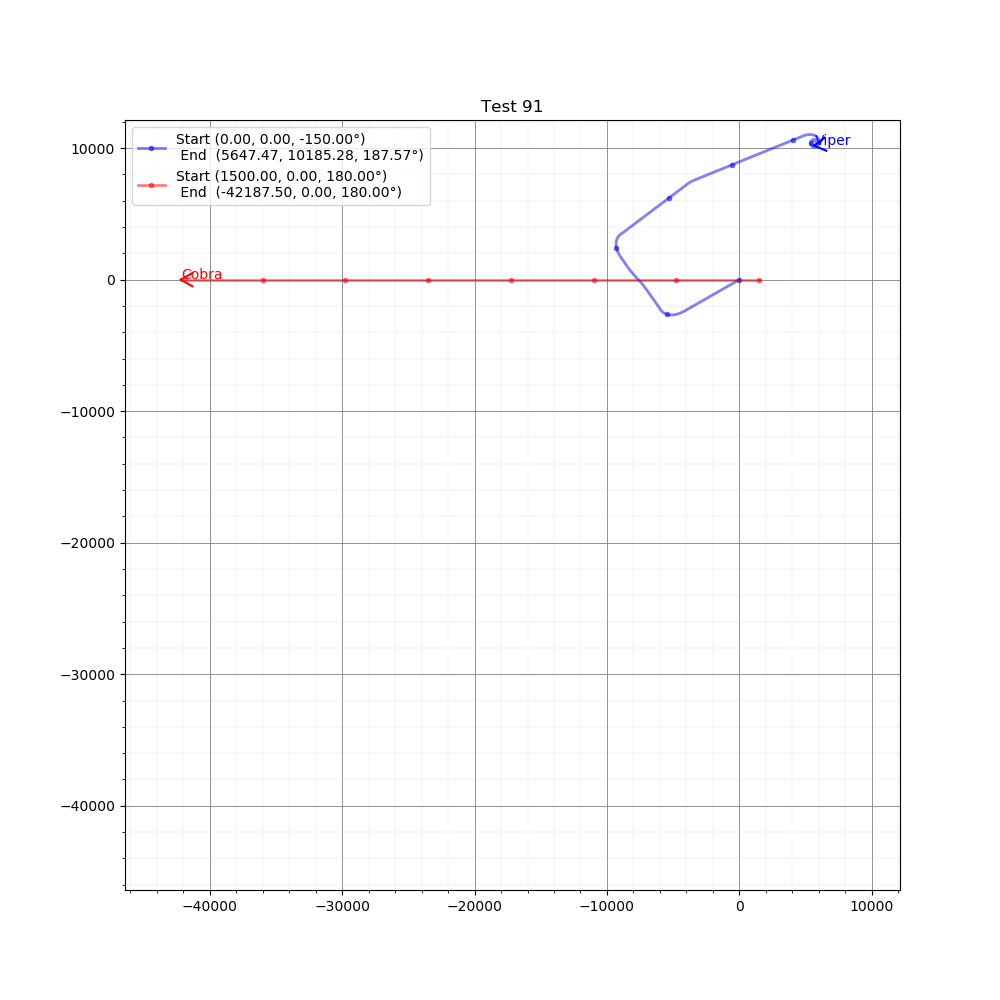 Test 91
Start (0.00, 0.00, -150.00°)
End (5647.47, 10185.28, 187.57°)
Start (1500.00, 0.00, 180.00°)
End (-42187.50, 0.00, 180.00°)
Viper
Cobra
10000
0
−10000
−20000
−30000
−40000
−40000 −30000 −20000 −10000 0 10000